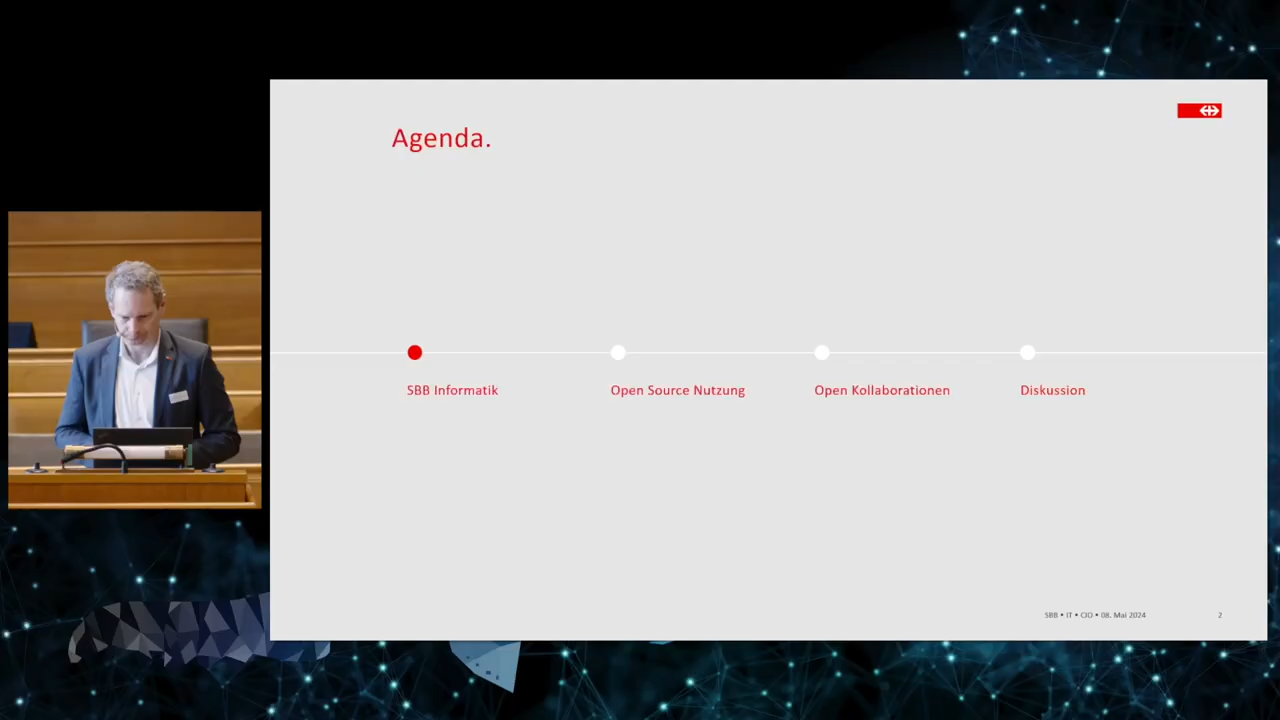 Agenda.
SBB Informatik
Open Source Nutzung
Open Kollaborationen
Diskussion
SBB • IT • CIO • 08. Mai 2024
2